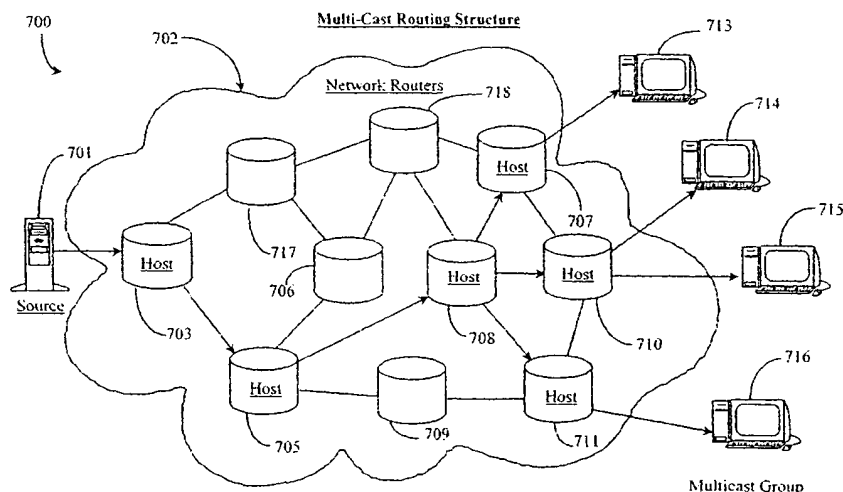 Multi-Cast Routing Structure
700
702
713
Network Routers
718
714
701
Host
707
717
715
Host
706
Host
Host
Source
703
708
710
716
Host
Host
705
709
711
Multicast Group